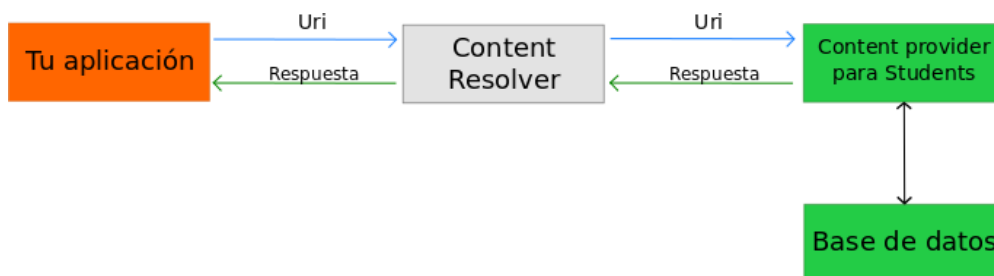 Uri
Uri
Tu aplicación
Content
Resolver
Content provider
para Students
Respuesta
Respuesta
Base de datos